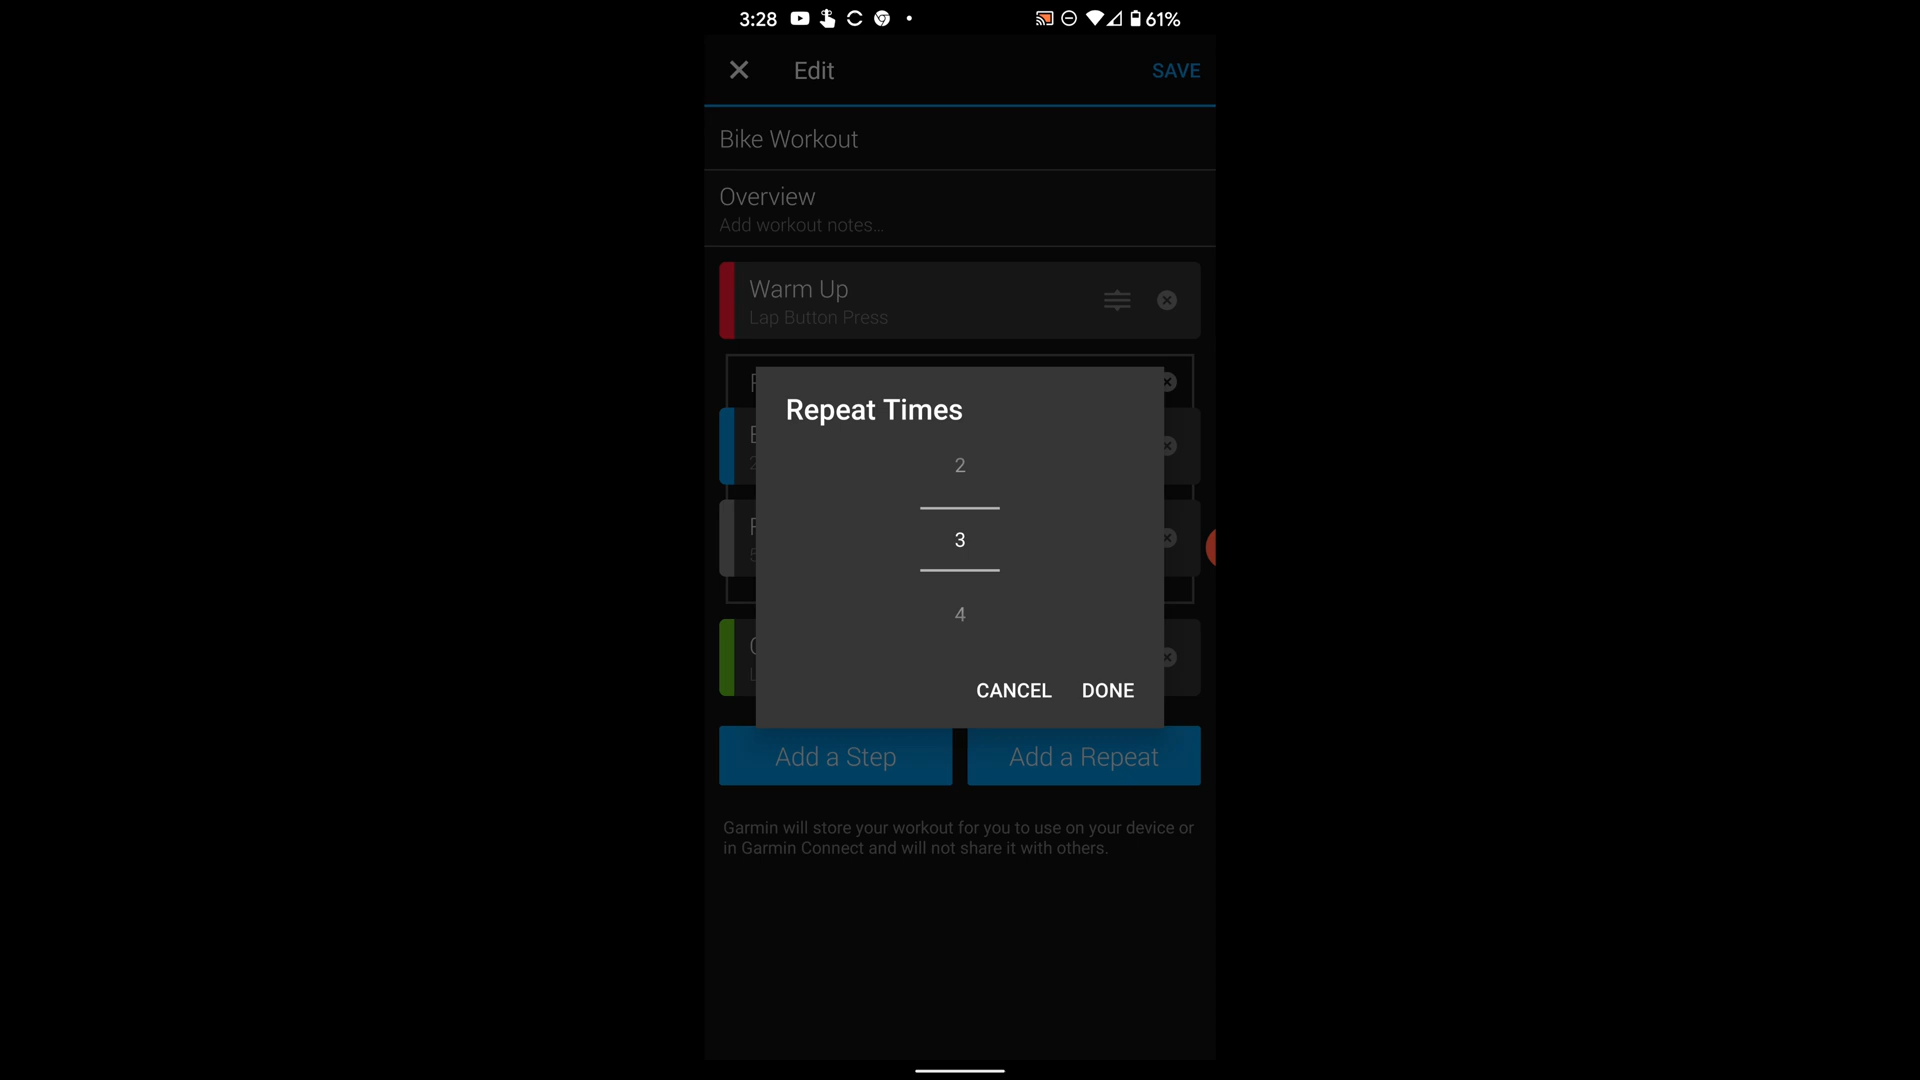 3:28
61%
Edit
SAVE
Bike Workout
Overview
Add workout notes...
Warm Up
Lap Button Press
Repeat Times
2
3
4
CANCEL
DONE
Add a Step
Add a Repeat
Garmin will store your workout for you to use on your device or
in Garmin Connect and will not share it with others.